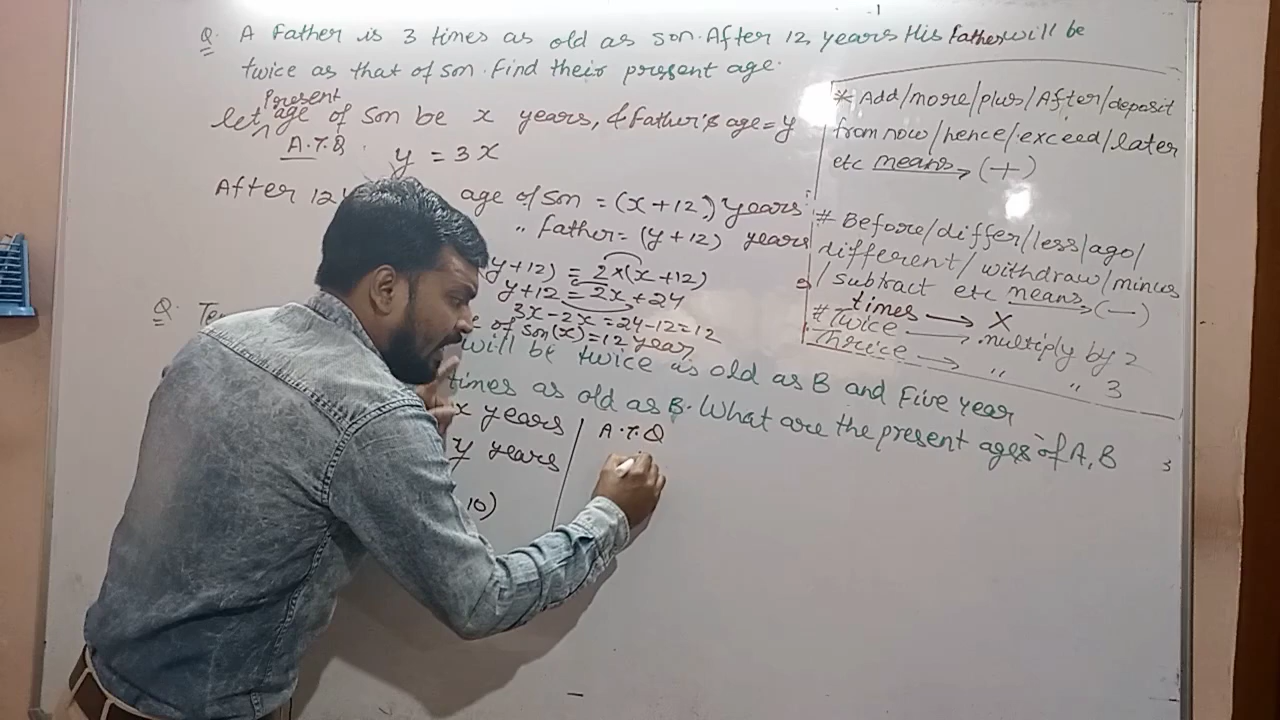 Q. A Father is 3 times as old as son. After 12 years His father will be
twice as that of son. Find their present age.
Present
let age of Son be x years, & Father's age = y
A.T.Q
y = 3x
After 12 age of son = (x+12) years
" Father = (y+12) years
(y+12) = 2×(x+12)
y+12 = 2x+24
3x-2x = 24-12 = 12
of son(x) = 12 year
Q.
will be twice as old as B and Five year
times as old as B. What are the present ages of A, B
x years
y years
10)
A.T.Q
* Add/more/plus/After/deposit
from now/hence/exceed/later
etc means → (+)
# Before/differ/less/ago/
different/withdraw/minus
/subtract etc means → (-)
times → X
# Twice → multiply by 2
Thrice → " " 3